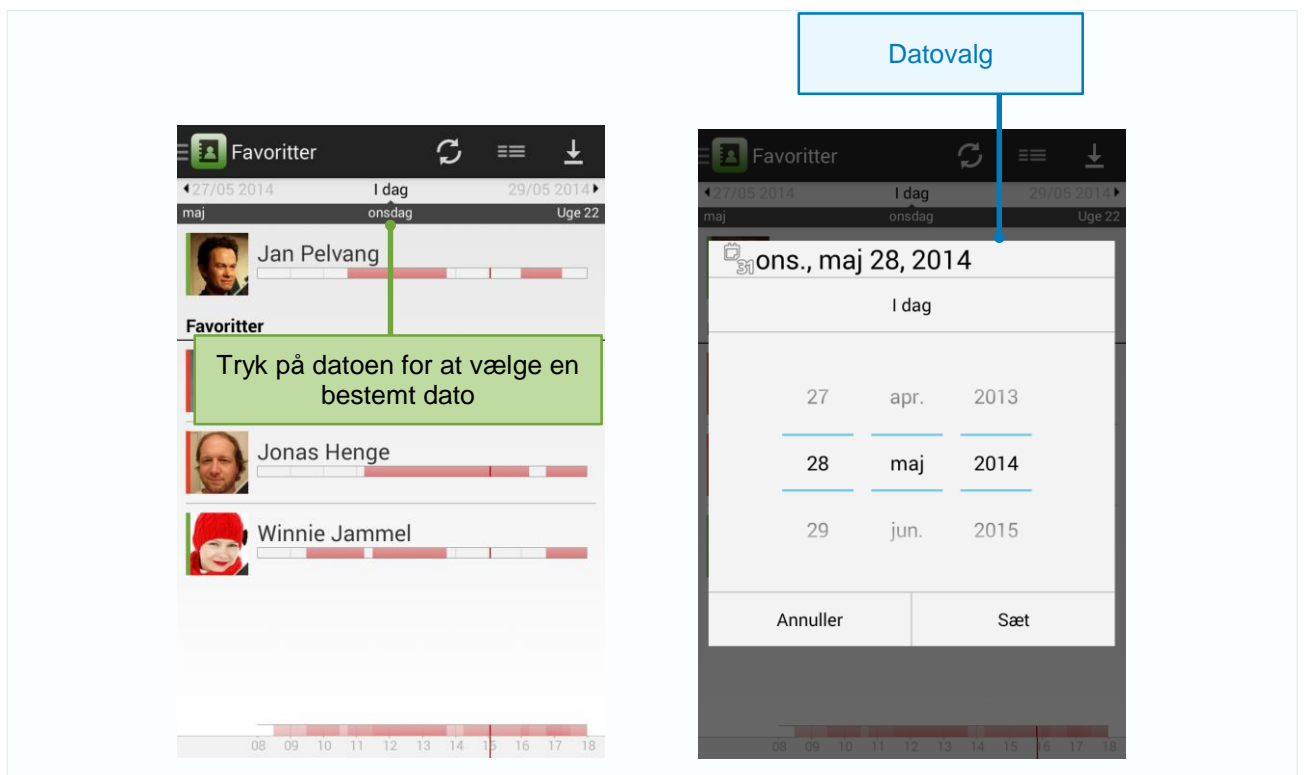 Datovalg
Favoritter
27/05 2014 I dag 29/05 2014
maj onsdag Uge 22
Jan Pelvang
Favoritter
Tryk på datoen for at vælge en
bestemt dato
Jonas Henge
Winnie Jammel
08 09 10 11 12 13 14 15 16 17 18
Favoritter
27/05 2014 I dag 29/05 2014
maj onsdag Uge 22
31 ons., maj 28, 2014
I dag
27 apr. 2013
28 maj 2014
29 jun. 2015
Annuller Sæt
08 09 10 11 12 13 14 15 16 17 18